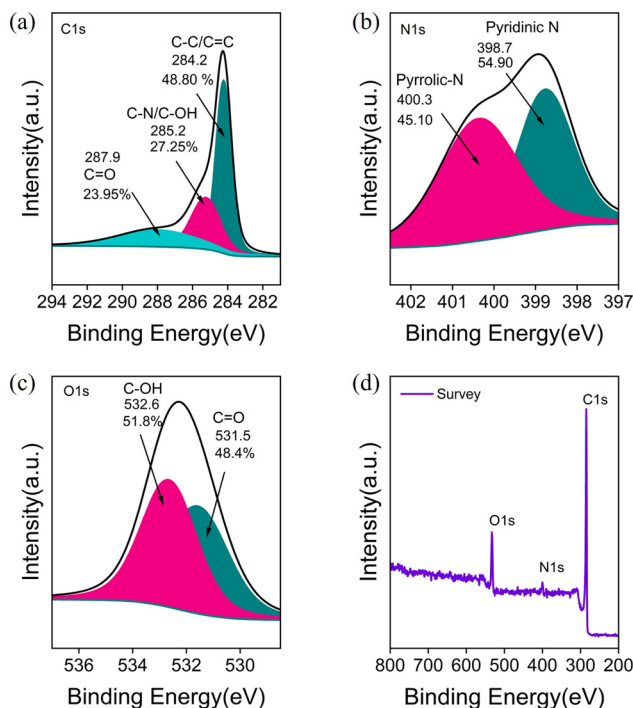 (a)
C1s
C-C/C=C
284.2
48.80 %
C-N/C-OH
285.2
27.25%
287.9
C=O
23.95%
Intensity(a.u.)
294 292 290 288 286 284 282
Binding Energy(eV)
(b)
N1s
Pyridinic N
398.7
54.90
Pyrrolic-N
400.3
45.10
Intensity(a.u.)
402 401 400 399 398 397
Binding Energy(eV)
(c)
O1s
C-OH
532.6
51.8%
C=O
531.5
48.4%
Intensity(a.u.)
536 534 532 530
Binding Energy(eV)
(d)
Survey
C1s
O1s
N1s
Intensity(a.u.)
800 700 600 500 400 300 200
Binding Energy(eV)